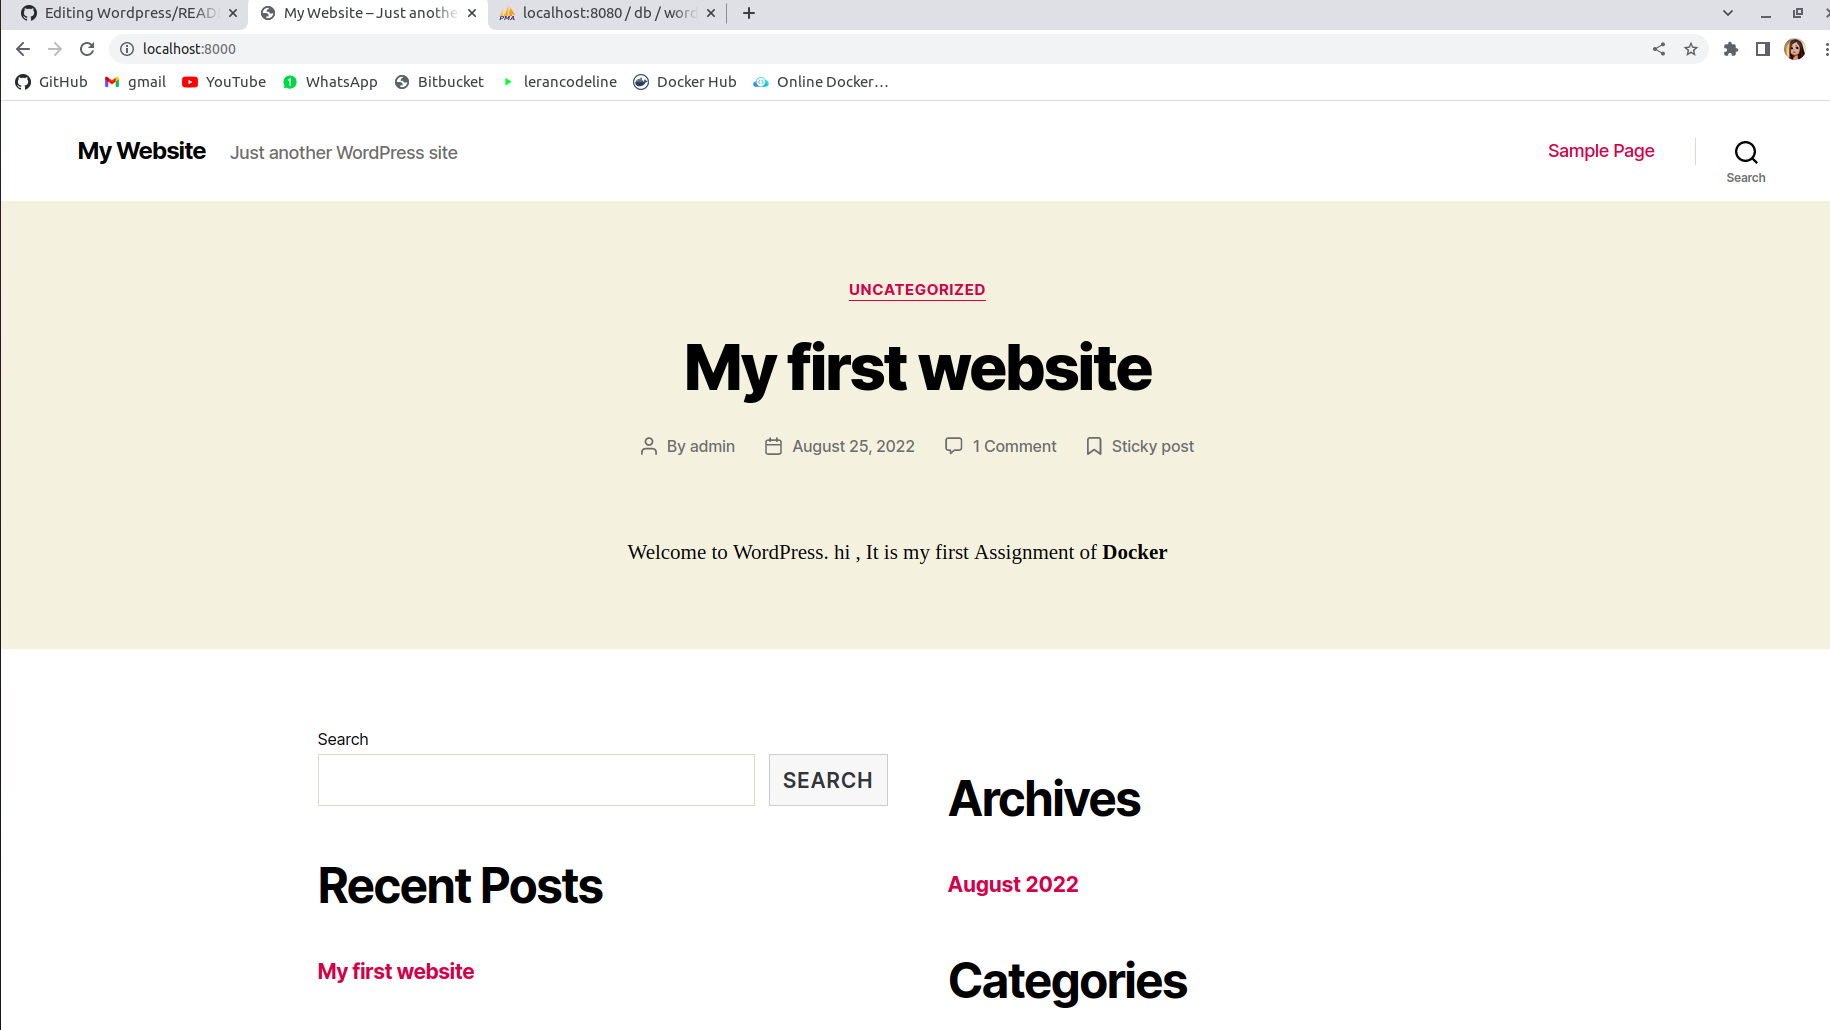 Editing Wordpress/READ
My Website – Just anothe
localhost:8080 / db / word
localhost:8000
GitHub
gmail
YouTube
WhatsApp
Bitbucket
lerancodeline
Docker Hub
Online Docker…
My Website
Just another WordPress site
Sample Page
Search
UNCATEGORIZED
My first website
By admin
August 25, 2022
1 Comment
Sticky post
Welcome to WordPress. hi , It is my first Assignment of Docker
Search
SEARCH
Recent Posts
My first website
Archives
August 2022
Categories